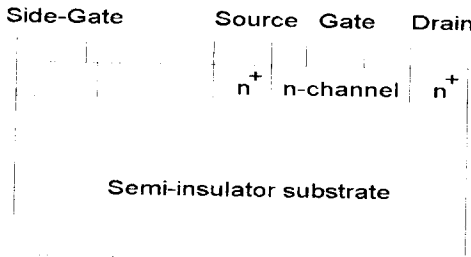 Side-Gate Source Gate Drain
n+ n-channel n+
Semi-insulator substrate